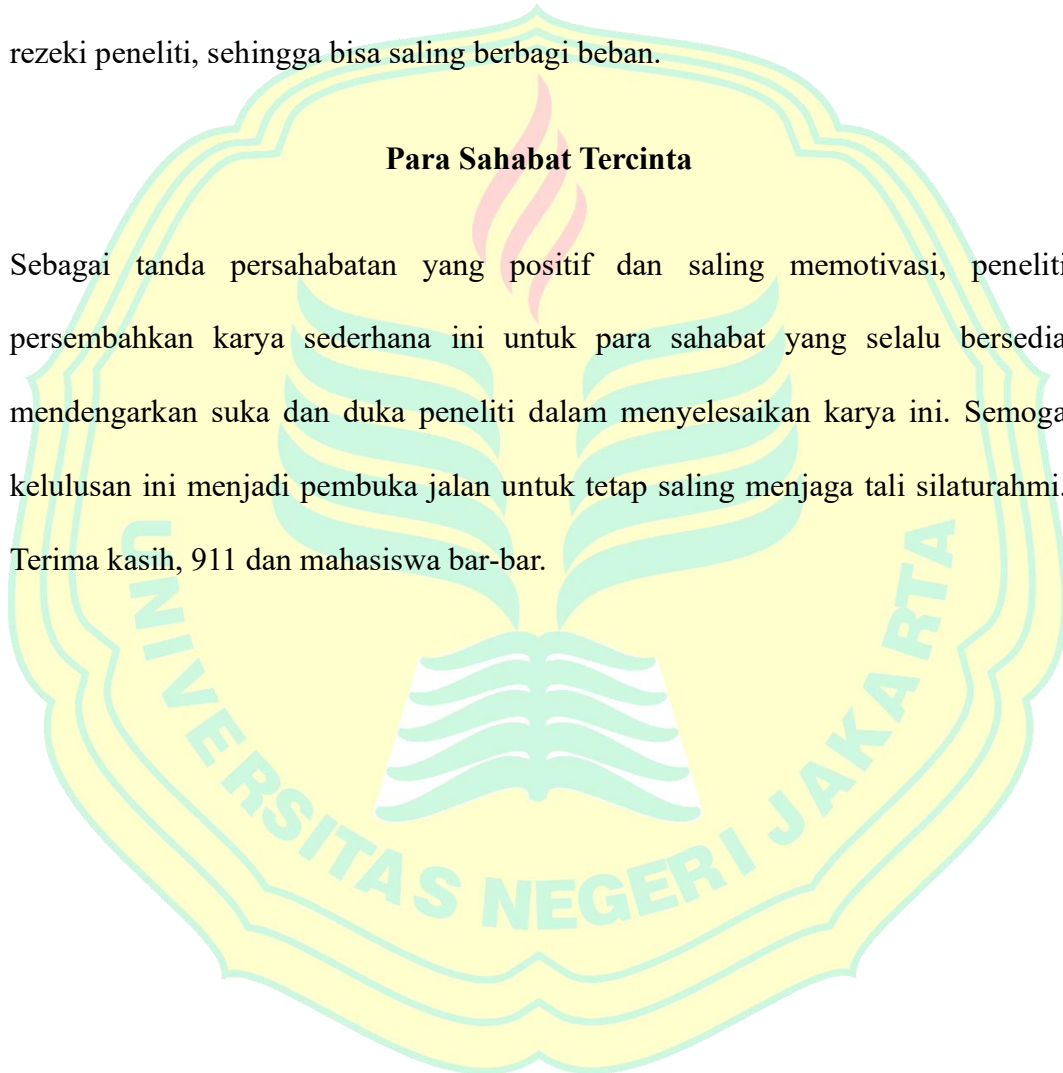 rezeki peneliti, sehingga bisa saling berbagi beban.
Para Sahabat Tercinta
Sebagai tanda persahabatan yang positif dan saling memotivasi, peneliti
persembahkan karya sederhana ini untuk para sahabat yang selalu bersedia
mendengarkan suka dan duka peneliti dalam menyelesaikan karya ini. Semoga
kelulusan ini menjadi pembuka jalan untuk tetap saling menjaga tali silaturahmi.
Terima kasih, 911 dan mahasiswa bar-bar.
UNIVERSITAS NEGERI JAKARTA